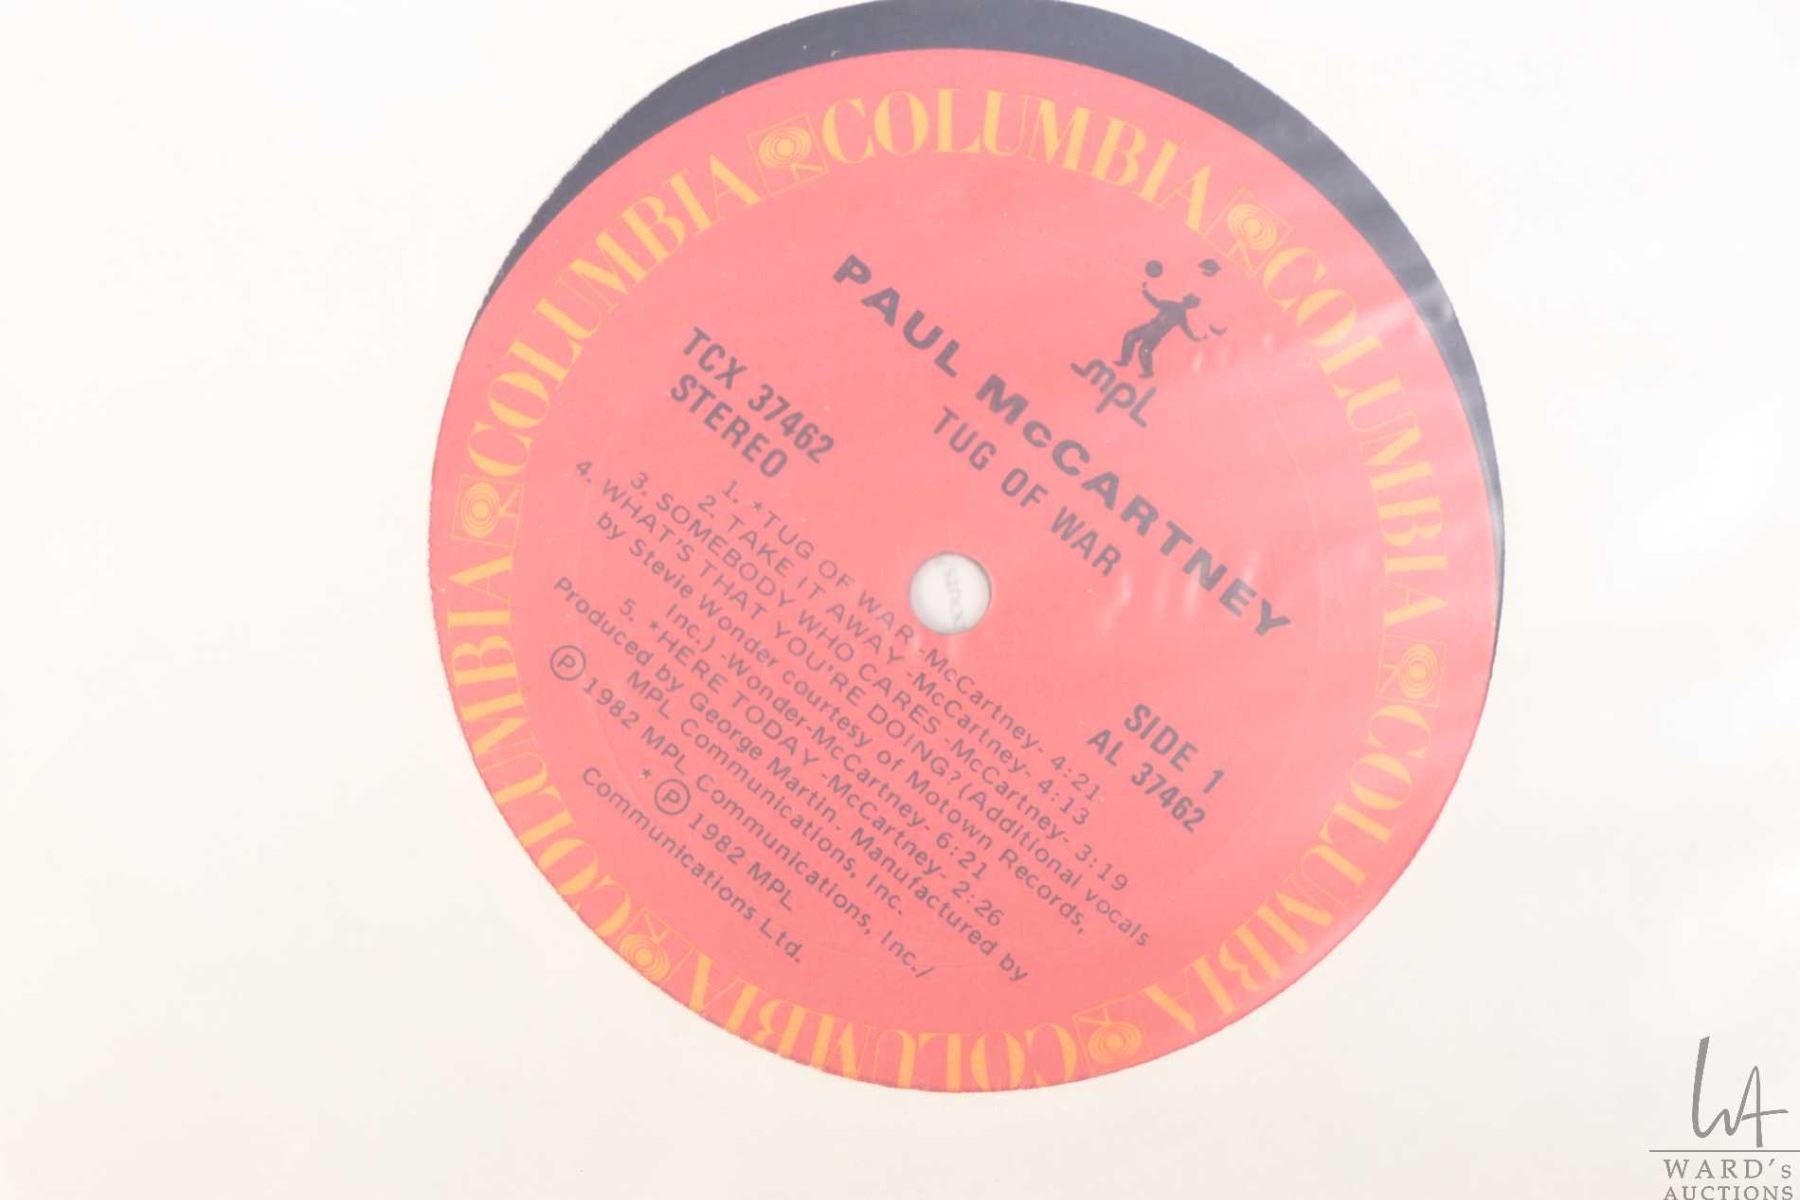 COLUMBIA COLUMBIA COLUMBIA COLUMBIA COLUMBIA COLUMBIA
mpl
PAUL McCARTNEY
TUG OF WAR
TCX 37462
STEREO
SIDE 1
AL 37462
1. *TUG OF WAR -McCartney- 4:21
2. TAKE IT AWAY -McCartney- 4:13
3. SOMEBODY WHO CARES -McCartney- 3:19
4. WHAT'S THAT YOU'RE DOING? (Additional vocals
by Stevie Wonder courtesy of Motown Records,
Inc.) -Wonder-McCartney- 6:21
5. *HERE TODAY -McCartney- 2:26
Produced by George Martin. Manufactured by
MPL Communications, Inc.
Ⓟ 1982 MPL Communications, Inc./
* Ⓟ 1982 MPL
Communications Ltd.
WA
WARD's
AUCTIONS